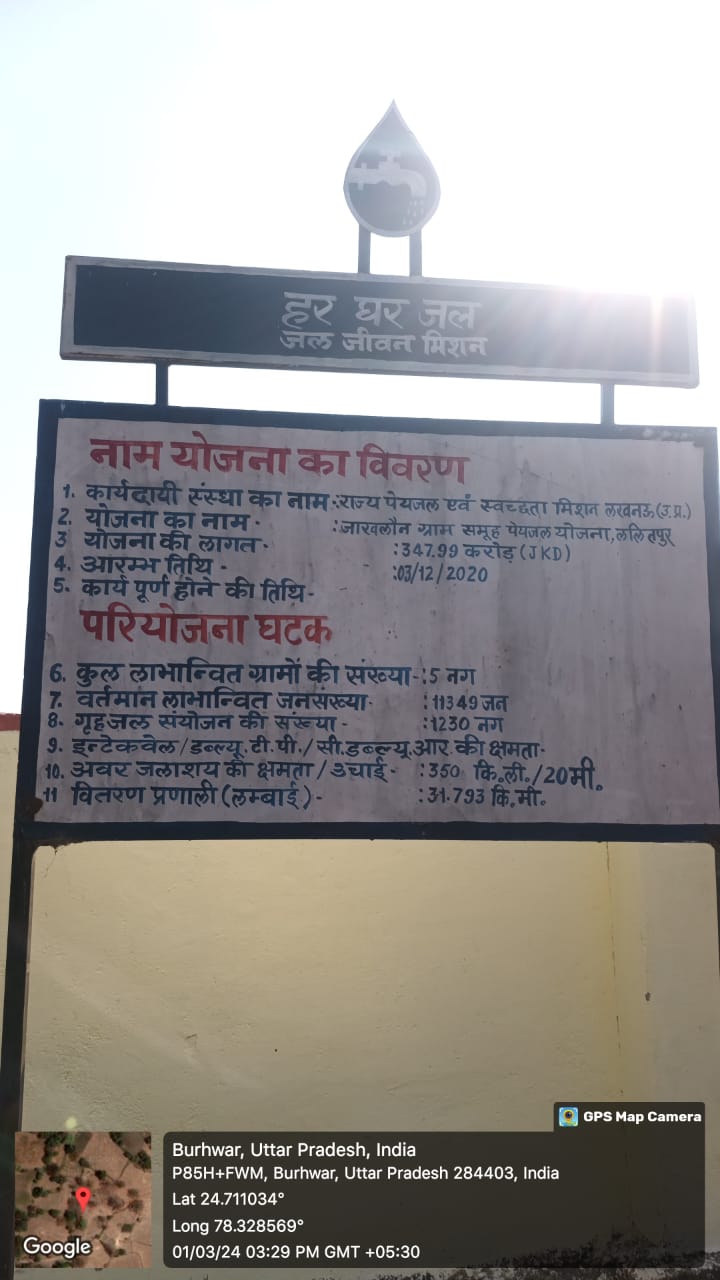 हर घर जल
जल जीवन मिशन
नाम योजना का विवरण
1. कार्यदायी संस्था का नाम :राज्य पेयजल एवं स्वच्छता मिशन लखनऊ (उ.प्र.)
2. योजना का नाम - :जाखलौन ग्राम समूह पेयजल योजना, ललितपुर
3 योजना की लागत - :347.99 करोड़ (JKD)
4. आरम्भ तिथि - :03/12/2020
5. कार्य पूर्ण होने की तिथि-
परियोजना घटक
6. कुल लाभान्वित ग्रामों की संख्या-:5 नग
7. वर्तमान लाभान्वित जनसंख्या- :11349 जन
8. गृहजल संयोजन की संख्या - :1230 नग
9. इन्टेकवेल/डब्ल्यू.टी.पी./सी.डब्ल्यू.आर.की क्षमता-
10. अवर जलाशय की क्षमता/उचाई- :350 कि.ली./20मी.
11 वितरण प्रणाली (लम्बाई)- :31.793 कि.मी.
GPS Map Camera
Burhwar, Uttar Pradesh, India
P85H+FWM, Burhwar, Uttar Pradesh 284403, India
Lat 24.711034°
Long 78.328569°
01/03/24 03:29 PM GMT +05:30
Google